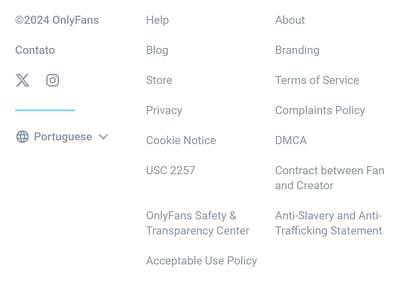 ©2024 OnlyFans
Contato
Portuguese
Help
Blog
Store
Privacy
Cookie Notice
USC 2257
OnlyFans Safety &
Transparency Center
Acceptable Use Policy
About
Branding
Terms of Service
Complaints Policy
DMCA
Contract between Fan
and Creator
Anti-Slavery and Anti-
Trafficking Statement